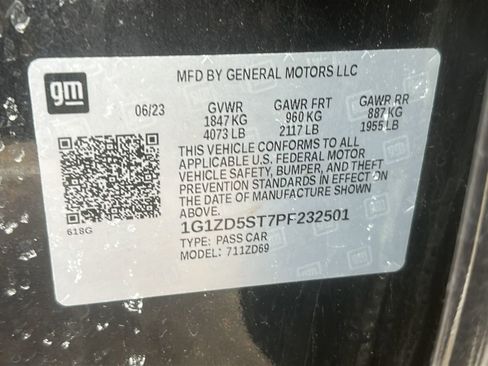 gm
MFD BY GENERAL MOTORS LLC
06/23 GVWR GAWR FRT GAWR RR
1847 KG 960 KG 887 KG
4073 LB 2117 LB 1955 LB
THIS VEHICLE CONFORMS TO ALL
APPLICABLE U.S. FEDERAL MOTOR
VEHICLE SAFETY, BUMPER, AND THEFT
PREVENTION STANDARDS IN EFFECT ON
THE DATE OF MANUFACTURE SHOWN
ABOVE.
1G1ZD5ST7PF232501
618G
TYPE: PASS CAR
MODEL: 711ZD69